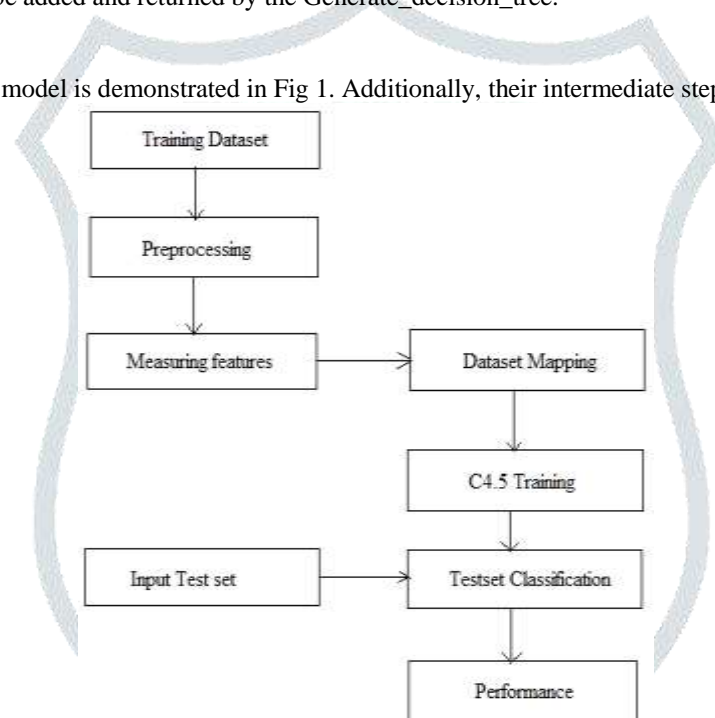 be added and returned by the Generate_decision_tree.
model is demonstrated in Fig 1. Additionally, their intermediate step
Training Dataset
Preprocessing
Measuring features
Dataset Mapping
C4.5 Training
Input Test set
Testset Classification
Performance